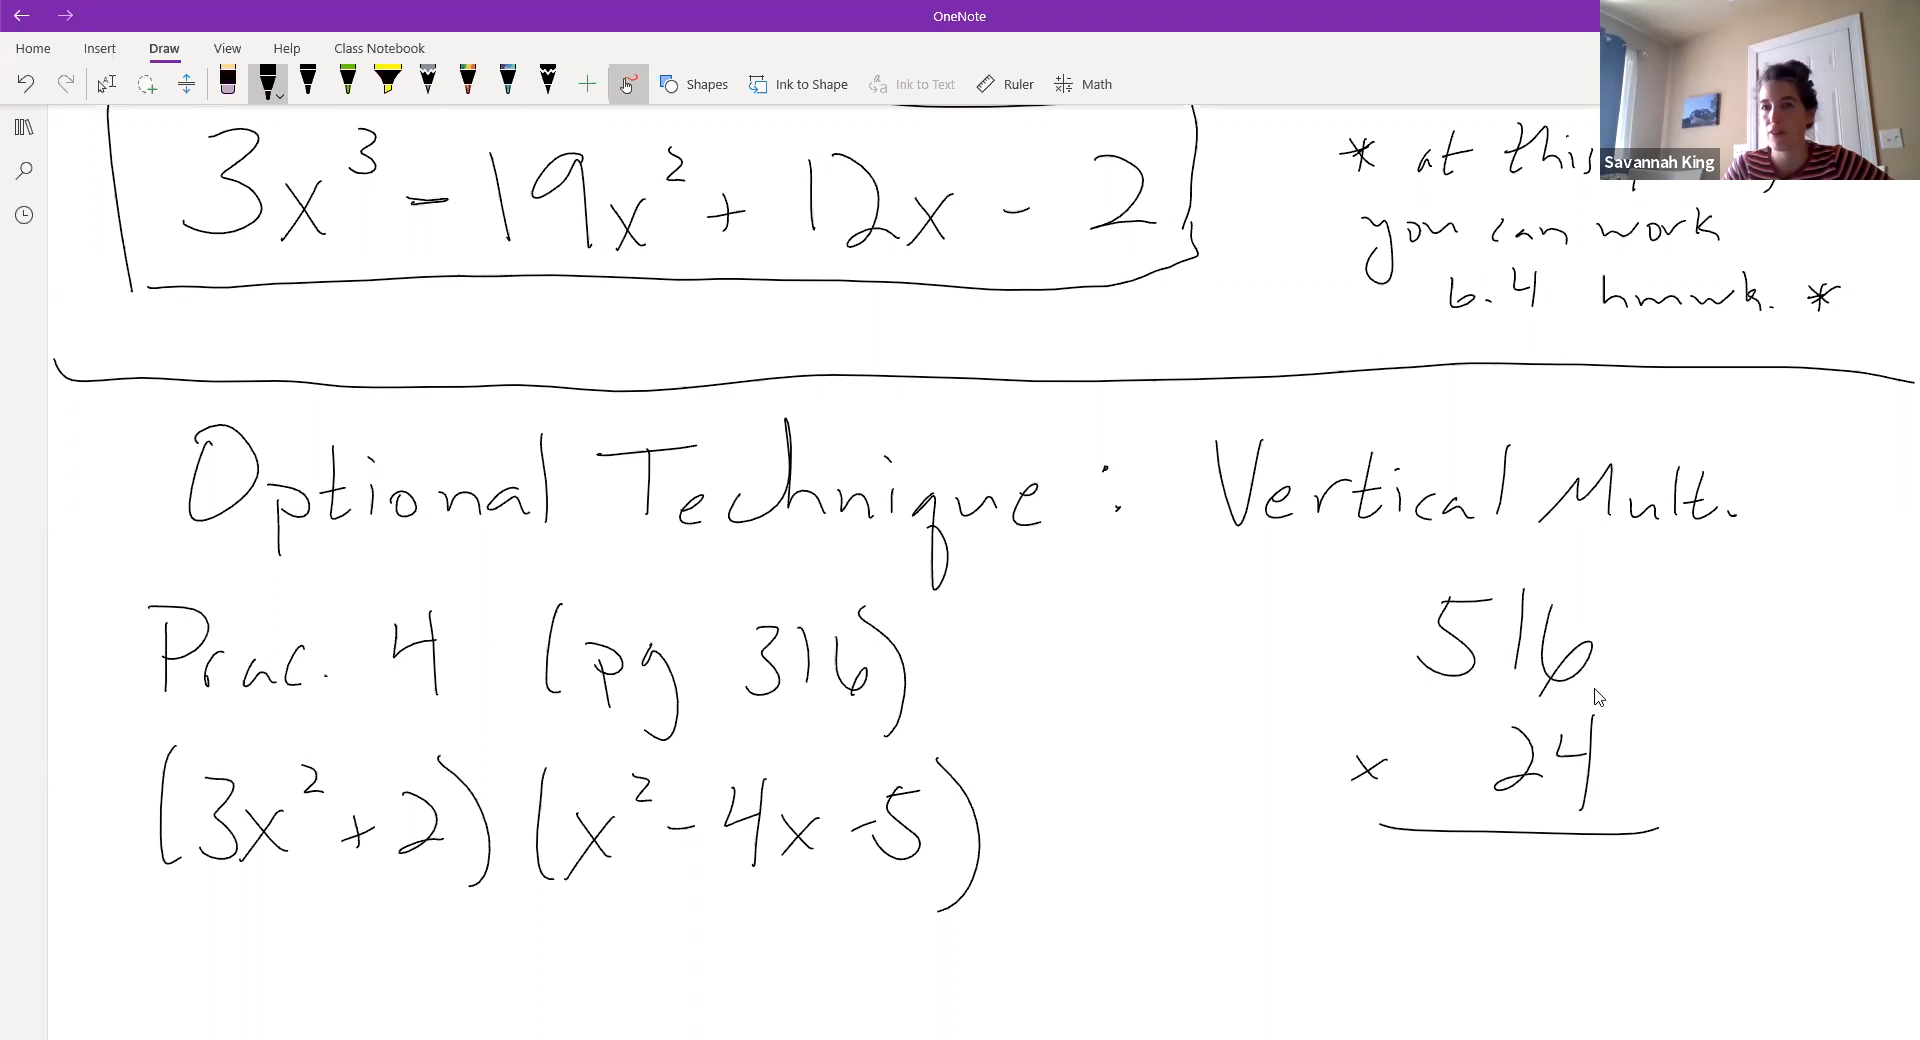 OneNote
Home Insert Draw View Help Class Notebook
Shapes Ink to Shape Ink to Text Ruler Math
Savannah King
3x³ - 19x² + 12x - 2
* at this
you can work
6.4 hmwk. *
Optional Technique: Vertical Mult.
Prac. 4 (pg 316)
(3x² + 2)(x² - 4x - 5)
516
x 24